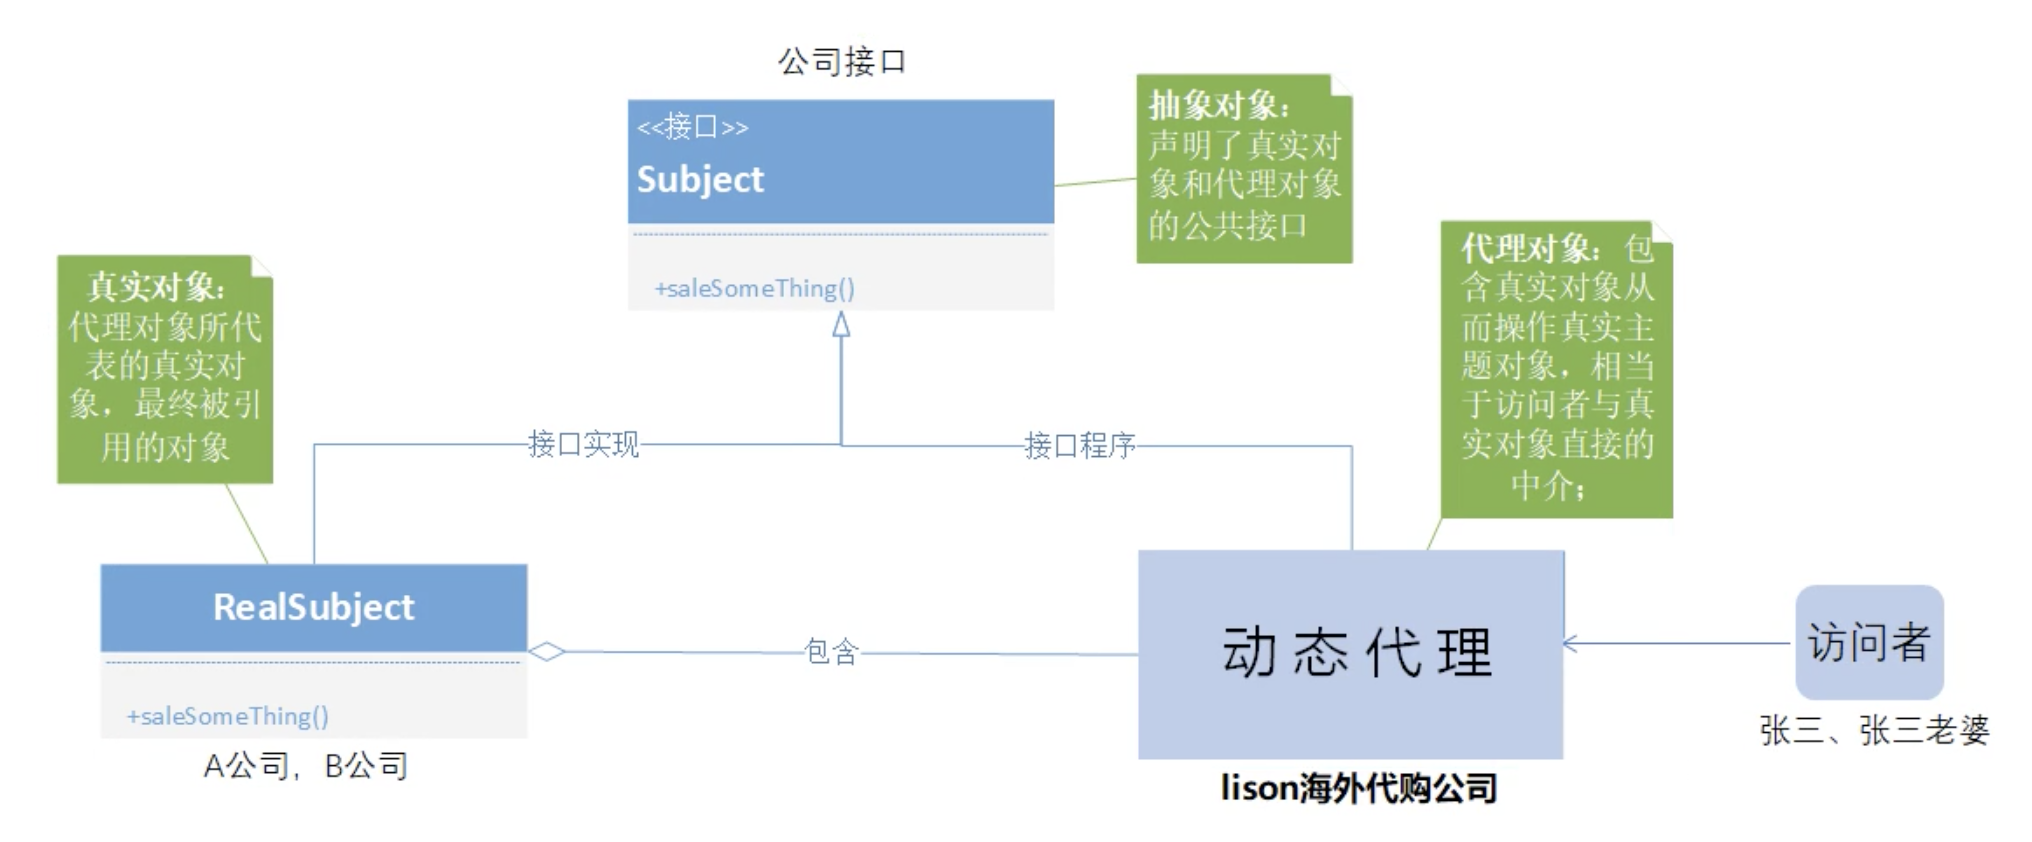 公司接口
<<接口>>
Subject
+saleSomeThing()
抽象对象：
声明了真实对
象和代理对象
的公共接口
代理对象：包
含真实对象从
而操作真实主
题对象，相当
于访问者与真
实对象直接的
中介；
真实对象：
代理对象所代
表的真实对
象，最终被引
用的对象
接口实现
接口程序
RealSubject
+saleSomeThing()
A公司，B公司
包含
动态代理
lison海外代购公司
访问者
张三、张三老婆